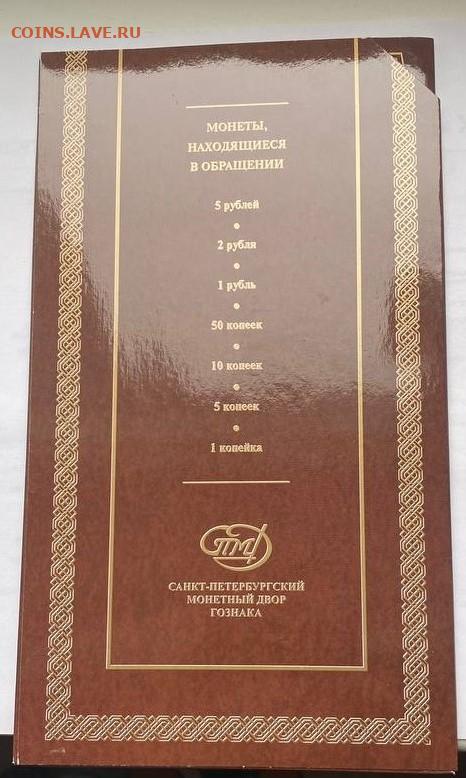 COINS.LAVE.RU
МОНЕТЫ,
НАХОДЯЩИЕСЯ
В ОБРАЩЕНИИ
5 рублей
2 рубля
1 рубль
50 копеек
10 копеек
5 копеек
1 копейка
СПМД
САНКТ-ПЕТЕРБУРГСКИЙ
МОНЕТНЫЙ ДВОР
ГОЗНАКА